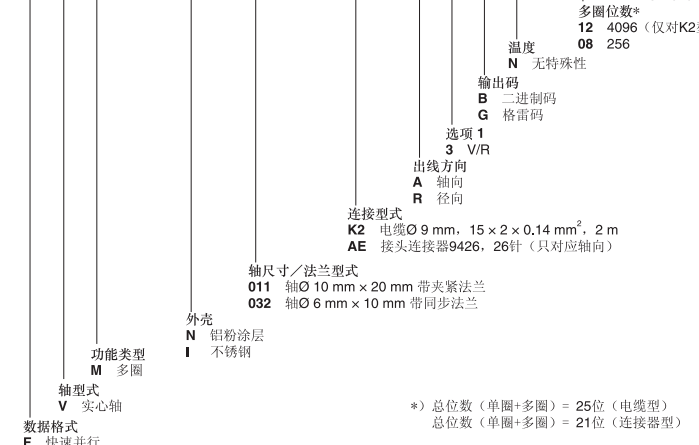 多圈位数*
12 4096（仅对K2
08 256
温度
N 无特殊性
输出码
B 二进制码
G 格雷码
选项 1
3 V/R
出线方向
A 轴向
R 径向
连接型式
K2 电缆Ø 9 mm，15 × 2 × 0.14 mm²，2 m
AE 接头连接器9426，26针（只对应轴向）
轴尺寸／法兰型式
011 轴Ø 10 mm × 20 mm 带夹紧法兰
032 轴Ø 6 mm × 10 mm 带同步法兰
外壳
N 铝粉涂层
I 不锈钢
功能类型
M 多圈
轴型式
V 实心轴
*）总位数（单圈+多圈）= 25位（电缆型）
总位数（单圈+多圈）= 21位（连接器型）
数据格式
F 快速并行